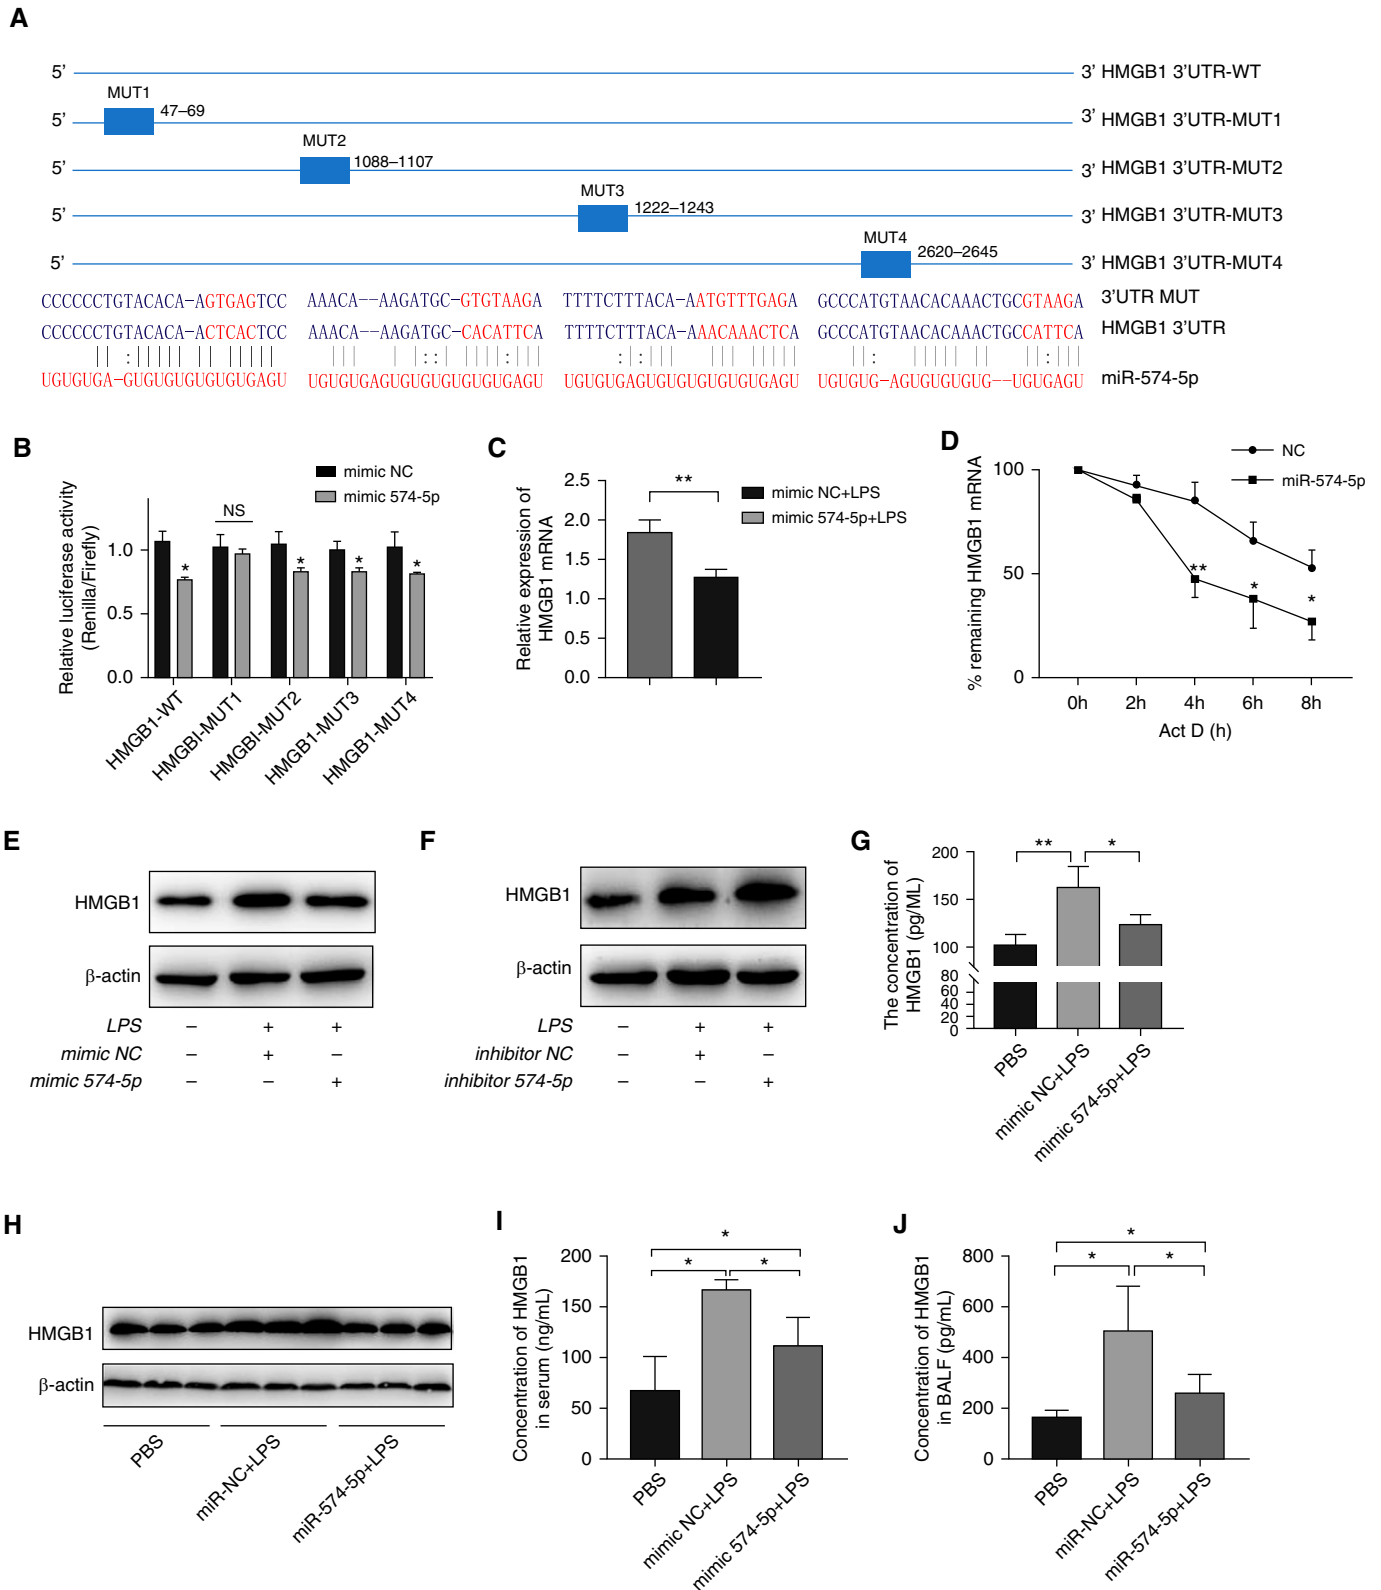 A
5’ 3’ HMGB1 3’UTR-WT
MUT1
5’ 47–69 3’ HMGB1 3’UTR-MUT1
MUT2
5’ 1088–1107 3’ HMGB1 3’UTR-MUT2
MUT3
5’ 1222–1243 3’ HMGB1 3’UTR-MUT3
MUT4
5’ 2620–2645 3’ HMGB1 3’UTR-MUT4
CCCCCCTGTACACA–AGTGAGTCC AAACA––AAGATGC–GTGTAAGA TTTTCTTTACA–AATGTTTGAGA GCCCATGTAACACAAACTGCGTAAGA 3’UTR MUT
CCCCCCTGTACACA–ACTCACTCC AAACA––AAGATGC–CACATTCA TTTTCTTTACA–AAACAAACTCA GCCCATGTAACACAAACTGCCATTCA HMGB1 3’UTR
UGUGUGA–GUGUGUGUGUGUGAGU UGUGUGAGUGUGUGUGUGUGAGU UGUGUGAGUGUGUGUGUGUGAGU UGUGUG–AGUGUGUGUG––UGUGAGU miR-574-5p
B
Relative luciferase activity
(Renilla/Firefly)
mimic NC
mimic 574-5p
NS
1.0
* * * *
0.5
0.0
HMGB1-WT
HMGBI-MUT1
HMGBI-MUT2
HMGB1-MUT3
HMGB1-MUT4
C
Relative expression of
HMGB1 mRNA
2.5
2.0
1.5
1.0
0.5
0.0
**
mimic NC+LPS
mimic 574-5p+LPS
D
% remaining HMGB1 mRNA
100
50
0
NC
miR-574-5p
** * *
0h 2h 4h 6h 8h
Act D (h)
E
HMGB1
β-actin
LPS – + +
mimic NC – + –
mimic 574-5p – – +
F
HMGB1
β-actin
LPS – + +
inhibitor NC – + –
inhibitor 574-5p – – +
G
The concentration of
HMGB1 (pg/ML)
200
150
100
80
60
40
20
0
** *
PBS
mimic NC+LPS
mimic 574-5p+LPS
H
HMGB1
β-actin
PBS
miR-NC+LPS
miR-574-5p+LPS
I
Concentration of HMGB1
in serum (ng/mL)
200
150
100
50
0
*
* *
PBS
mimic NC+LPS
mimic 574-5p+LPS
J
Concentration of HMGB1
in BALF (pg/mL)
800
600
400
200
0
*
* *
PBS
miR-NC+LPS
miR-574-5p+LPS